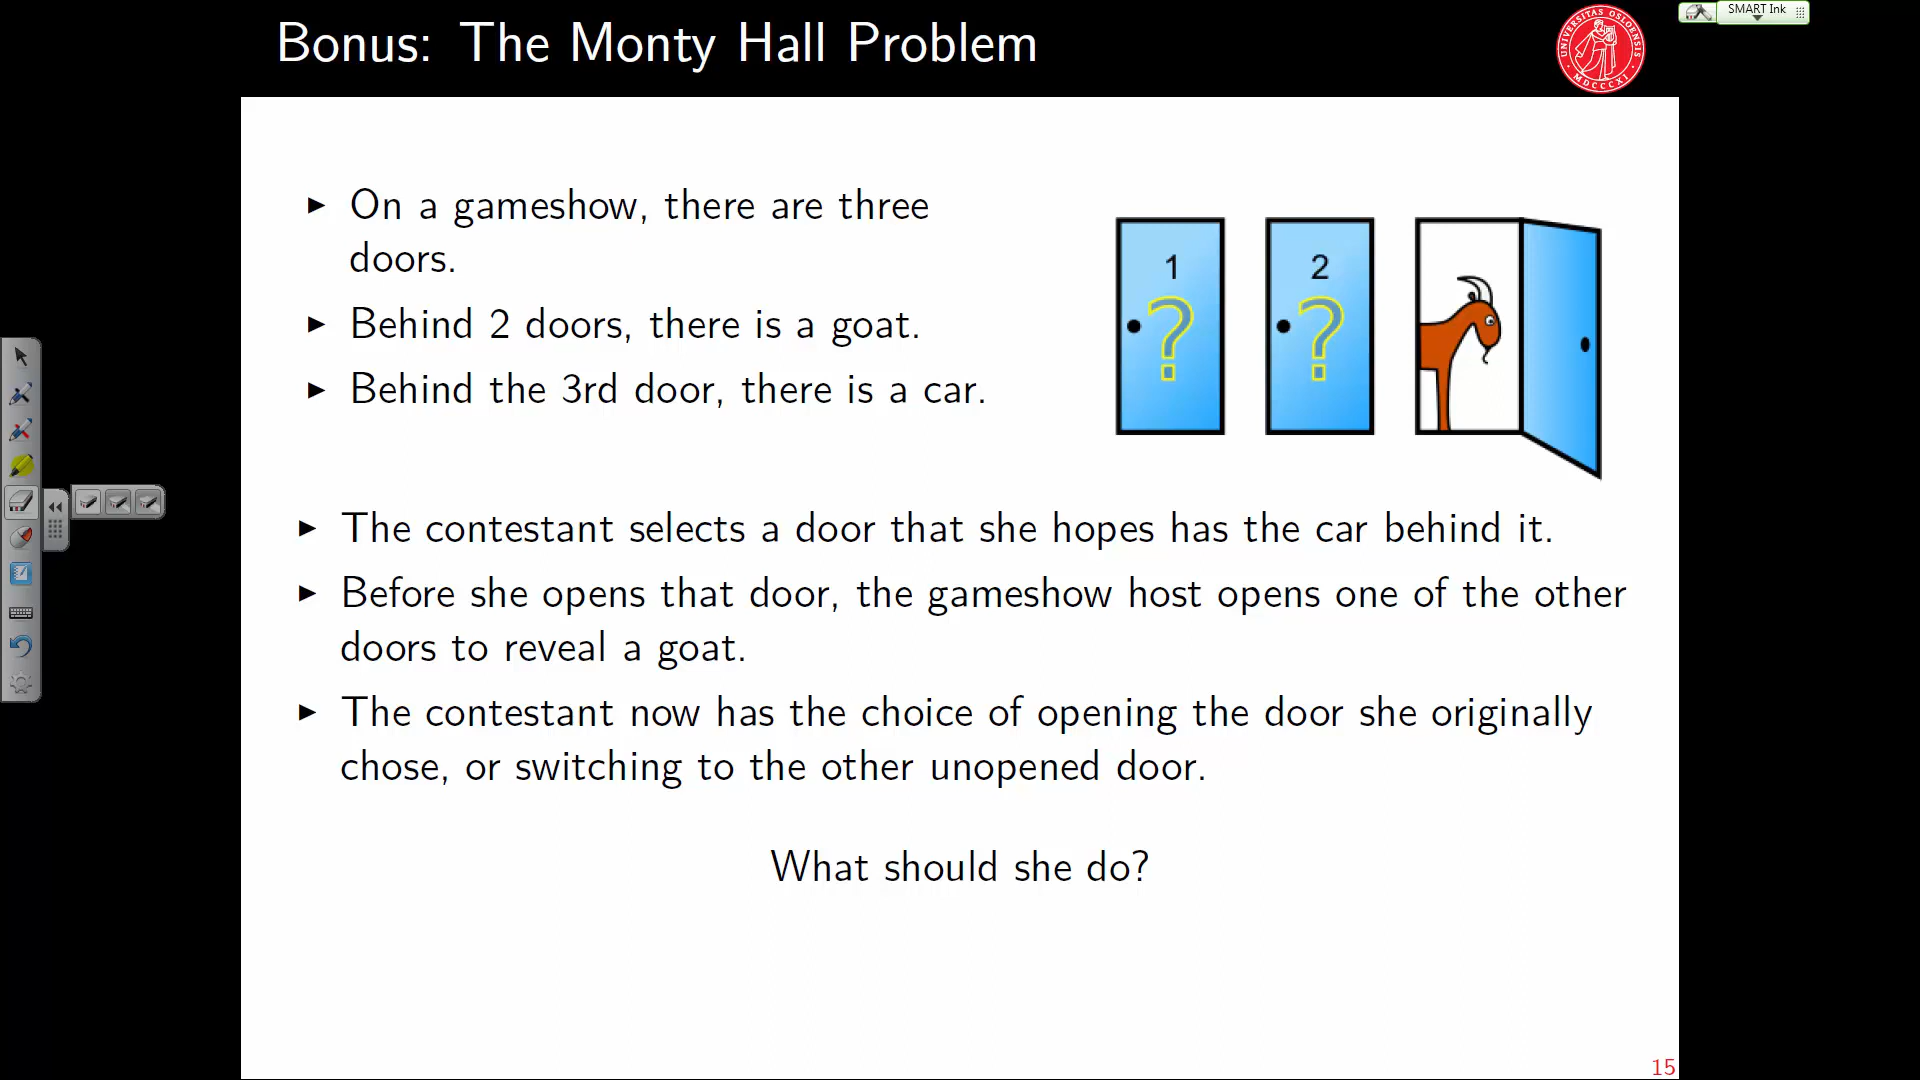 Bonus: The Monty Hall Problem
UNIVERSITAS OSLOENSIS
MDCCCXI
SMART Ink
► On a gameshow, there are three
doors.
► Behind 2 doors, there is a goat.
► Behind the 3rd door, there is a car.
1
2
?
?
► The contestant selects a door that she hopes has the car behind it.
► Before she opens that door, the gameshow host opens one of the other
doors to reveal a goat.
► The contestant now has the choice of opening the door she originally
chose, or switching to the other unopened door.
What should she do?
15